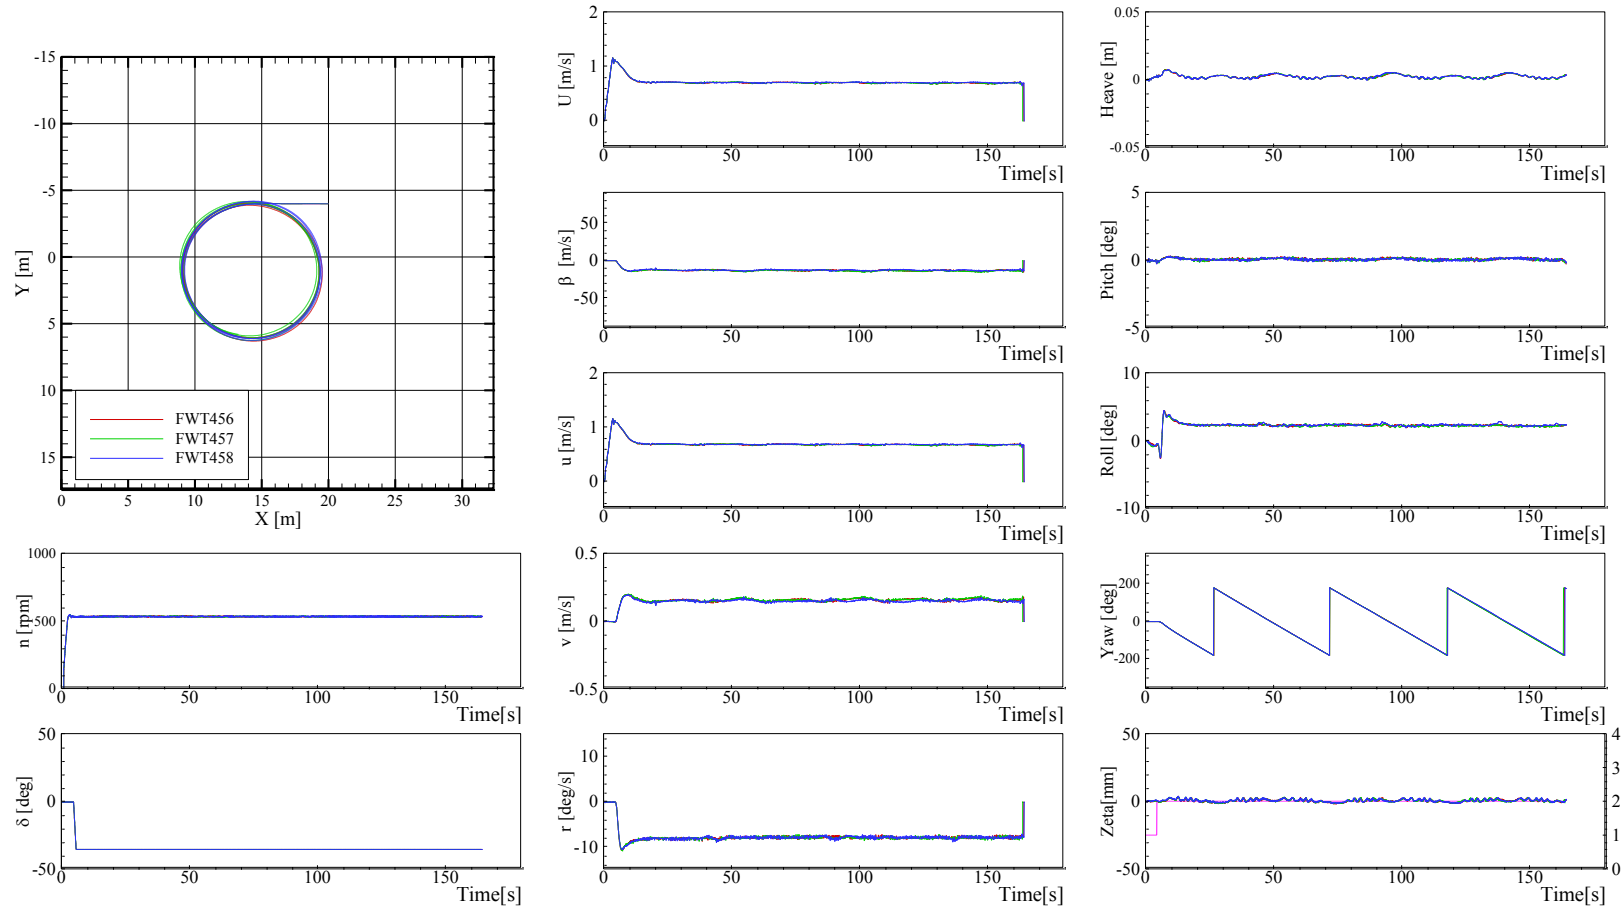 -15
-10
-5
0
5
10
15
Y [m]
FWT456
FWT457
FWT458
0 5 10 15 20 25 30
X [m]
1000
500
0
n [rpm]
0 50 100 150
Time[s]
50
0
-50
δ [deg]
0 50 100 150
Time[s]
2
1
0
U [m/s]
0 50 100 150
Time[s]
50
0
-50
β [m/s]
0 50 100 150
Time[s]
2
1
0
u [m/s]
0 50 100 150
Time[s]
0.5
0
-0.5
v [m/s]
0 50 100 150
Time[s]
10
0
-10
r [deg/s]
0 50 100 150
Time[s]
0.05
0
-0.05
Heave [m]
0 50 100 150
Time[s]
5
0
-5
Pitch [deg]
0 50 100 150
Time[s]
10
0
-10
Roll [deg]
0 50 100 150
Time[s]
200
0
-200
Yaw [deg]
0 50 100 150
Time[s]
50
0
-50
Zeta[mm]
4
3
2
1
0
0 50 100 150
Time[s]